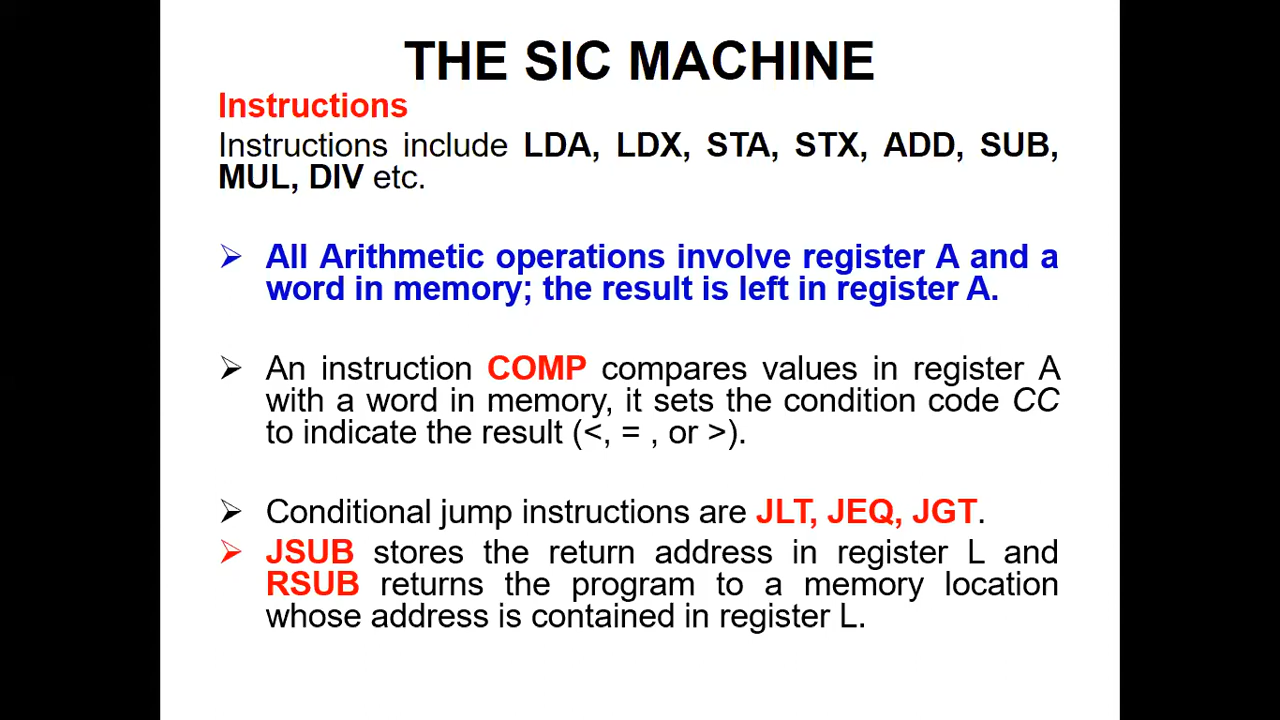 THE SIC MACHINE
Instructions
Instructions include LDA, LDX, STA, STX, ADD, SUB,
MUL, DIV etc.
➢ All Arithmetic operations involve register A and a
word in memory; the result is left in register A.
➢ An instruction COMP compares values in register A
with a word in memory, it sets the condition code CC
to indicate the result (<, = , or >).
➢ Conditional jump instructions are JLT, JEQ, JGT.
➢ JSUB stores the return address in register L and
RSUB returns the program to a memory location
whose address is contained in register L.